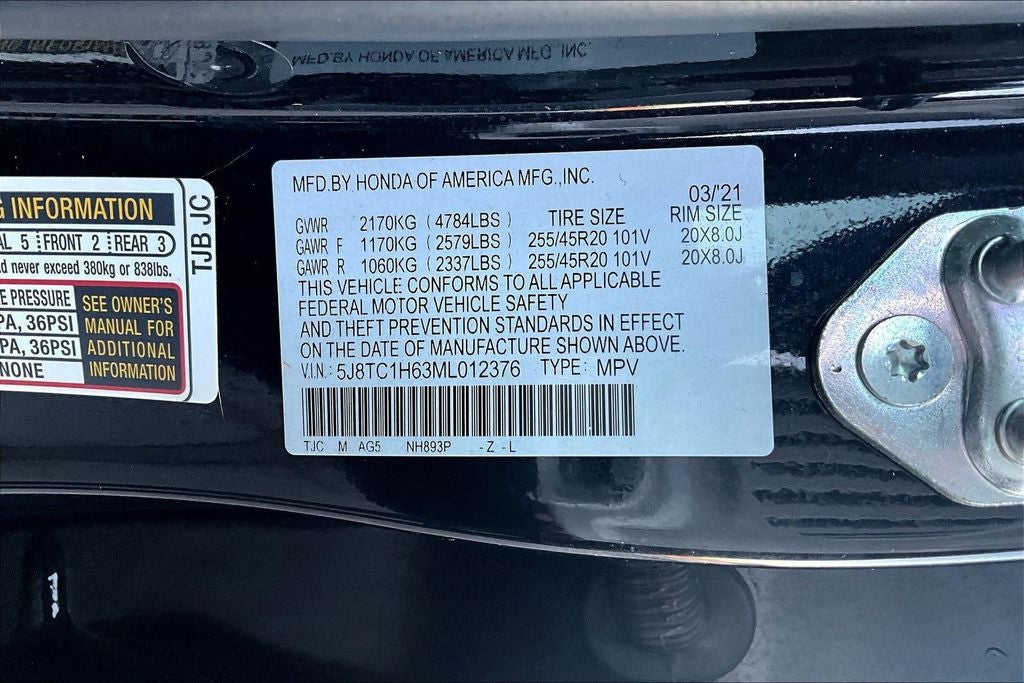 MFD.BY HONDA OF AMERICA MFG.,INC.
G INFORMATION
AL 5 FRONT 2 REAR 3
ld never exceed 380kg or 838lbs.
E PRESSURE
PA, 36PSI
PA, 36PSI
NONE
SEE OWNER'S
MANUAL FOR
ADDITIONAL
INFORMATION
TJB JC
MFD.BY HONDA OF AMERICA MFG.,INC.
03/'21
GVWR 2170KG (4784LBS) TIRE SIZE RIM SIZE
GAWR F 1170KG (2579LBS) 255/45R20 101V 20X8.0J
GAWR R 1060KG (2337LBS) 255/45R20 101V 20X8.0J
THIS VEHICLE CONFORMS TO ALL APPLICABLE
FEDERAL MOTOR VEHICLE SAFETY
AND THEFT PREVENTION STANDARDS IN EFFECT
ON THE DATE OF MANUFACTURE SHOWN ABOVE.
V.I.N.: 5J8TC1H63ML012376 TYPE: MPV
TJC M AG5 NH893P -Z -L